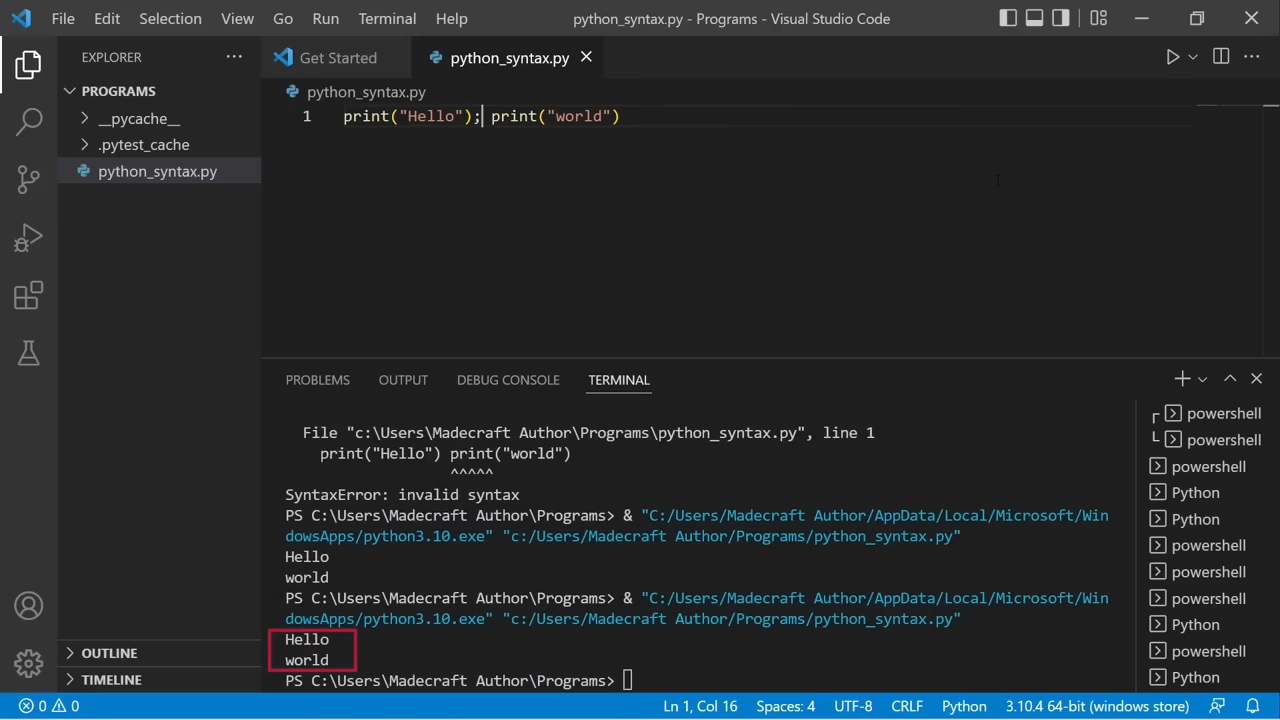 File Edit Selection View Go Run Terminal Help python_syntax.py - Programs - Visual Studio Code
EXPLORER
Get Started
python_syntax.py
PROGRAMS
python_syntax.py
__pycache__
1 print("Hello"); print("world")
.pytest_cache
python_syntax.py
PROBLEMS OUTPUT DEBUG CONSOLE TERMINAL
File "c:\Users\Madecraft Author\Programs\python_syntax.py", line 1
print("Hello") print("world")
^^^^^
SyntaxError: invalid syntax
PS C:\Users\Madecraft Author\Programs> & "C:/Users/Madecraft Author/AppData/Local/Microsoft/Win
dowsApps/python3.10.exe" "c:/Users/Madecraft Author/Programs/python_syntax.py"
Hello
world
PS C:\Users\Madecraft Author\Programs> & "C:/Users/Madecraft Author/AppData/Local/Microsoft/Win
dowsApps/python3.10.exe" "c:/Users/Madecraft Author/Programs/python_syntax.py"
Hello
world
PS C:\Users\Madecraft Author\Programs>
powershell
powershell
powershell
Python
Python
powershell
powershell
powershell
Python
powershell
Python
OUTLINE
TIMELINE
0 0 Ln 1, Col 16 Spaces: 4 UTF-8 CRLF Python 3.10.4 64-bit (windows store)